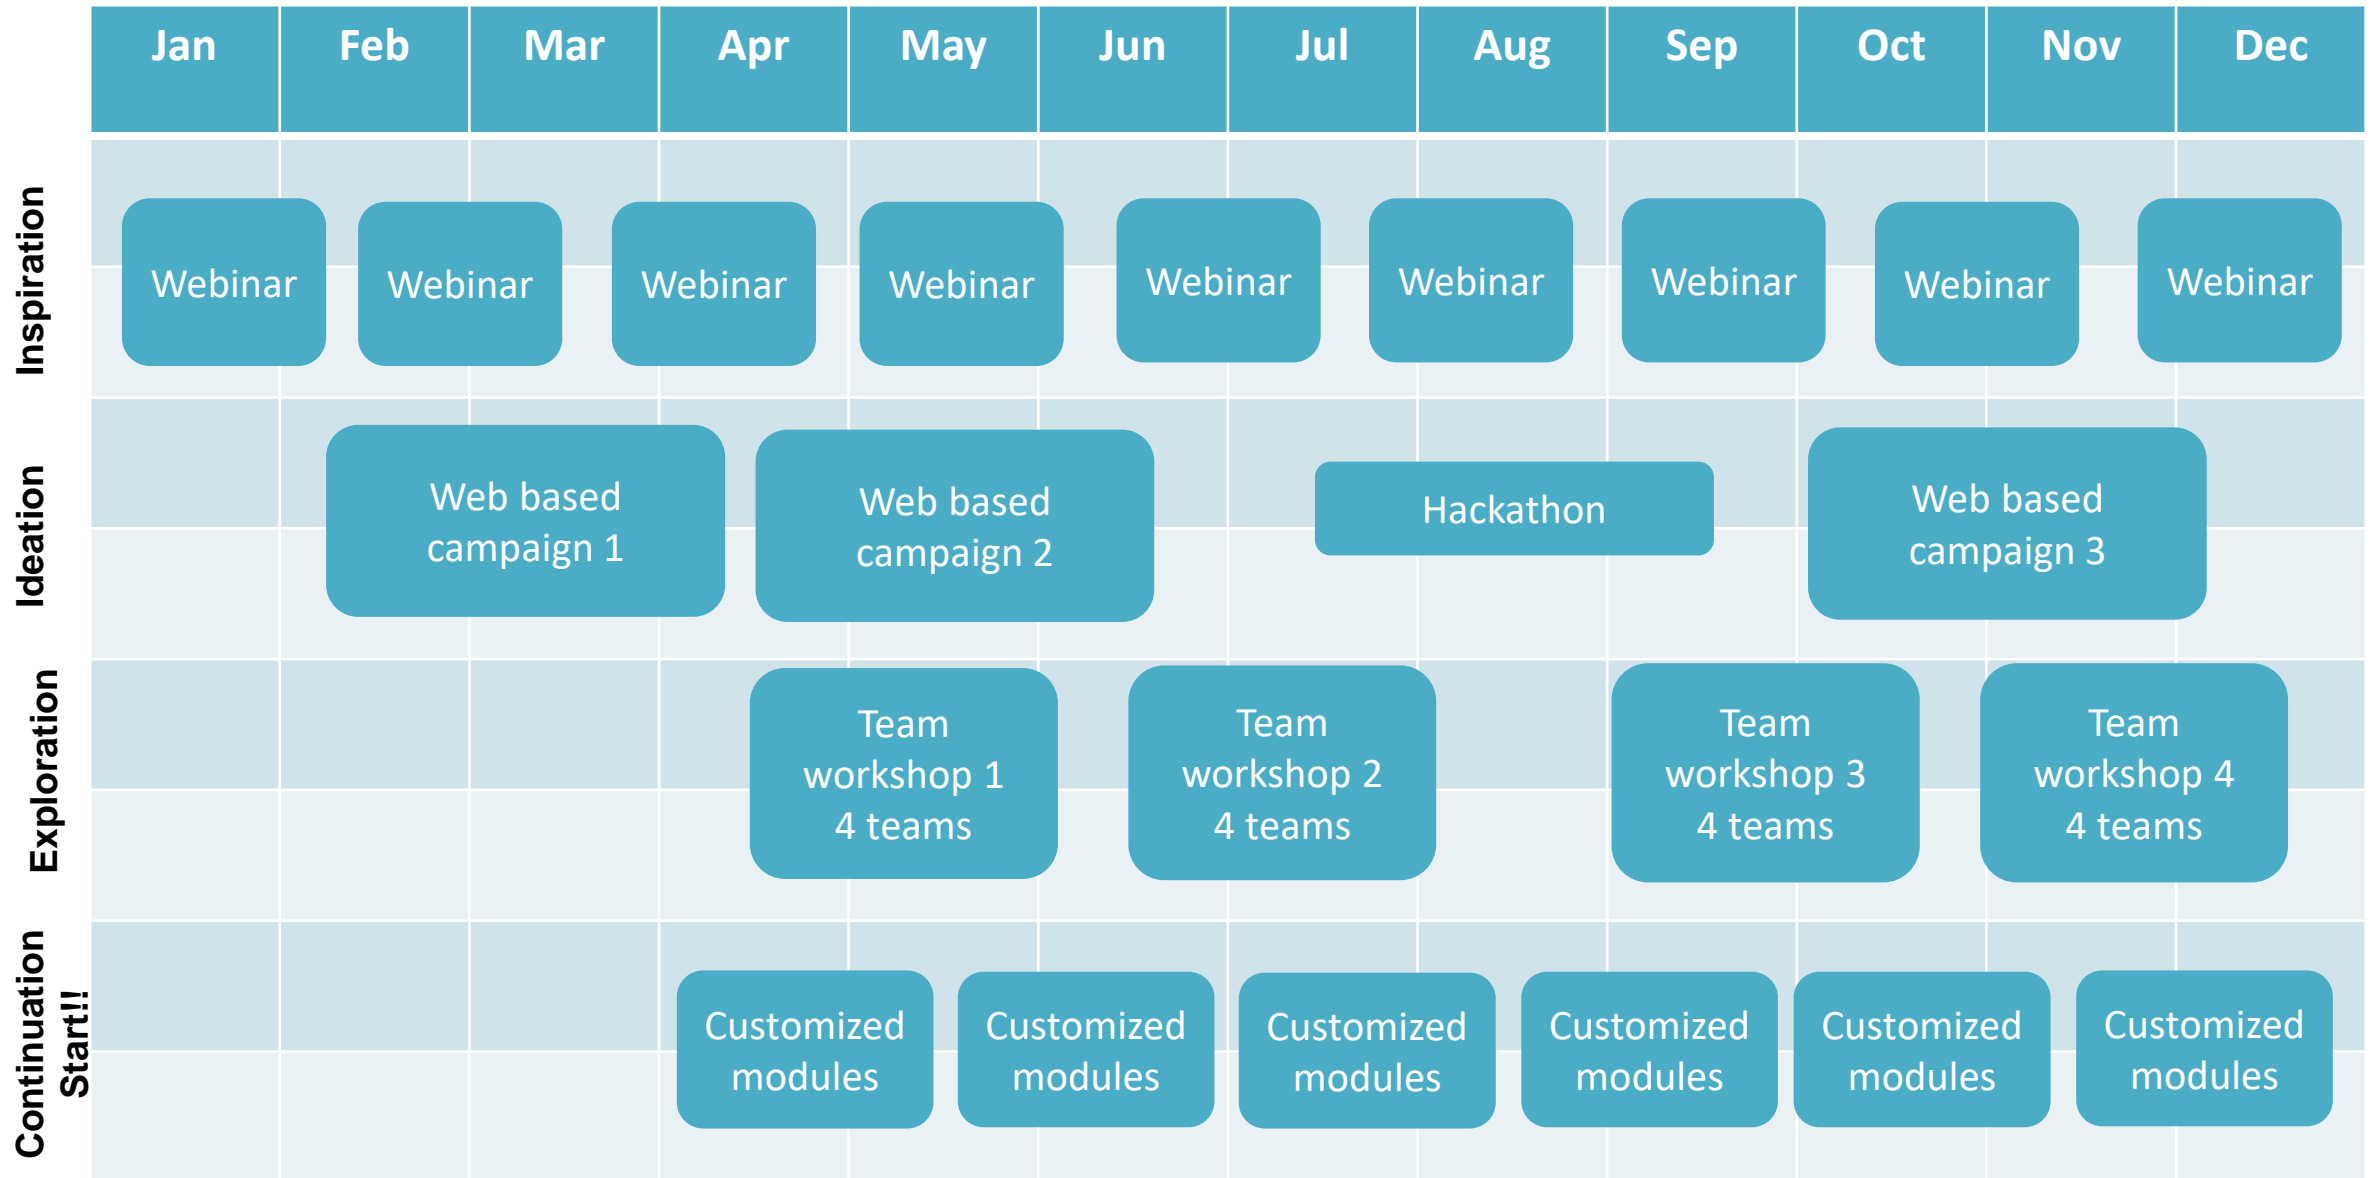 Jan Feb Mar Apr May Jun Jul Aug Sep Oct Nov Dec
Inspiration
Webinar
Webinar
Webinar
Webinar
Webinar
Webinar
Webinar
Webinar
Webinar
Ideation
Web based
campaign 1
Web based
campaign 2
Hackathon
Web based
campaign 3
Exploration
Team
workshop 1
4 teams
Team
workshop 2
4 teams
Team
workshop 3
4 teams
Team
workshop 4
4 teams
Continuation
Start!!
Customized
modules
Customized
modules
Customized
modules
Customized
modules
Customized
modules
Customized
modules